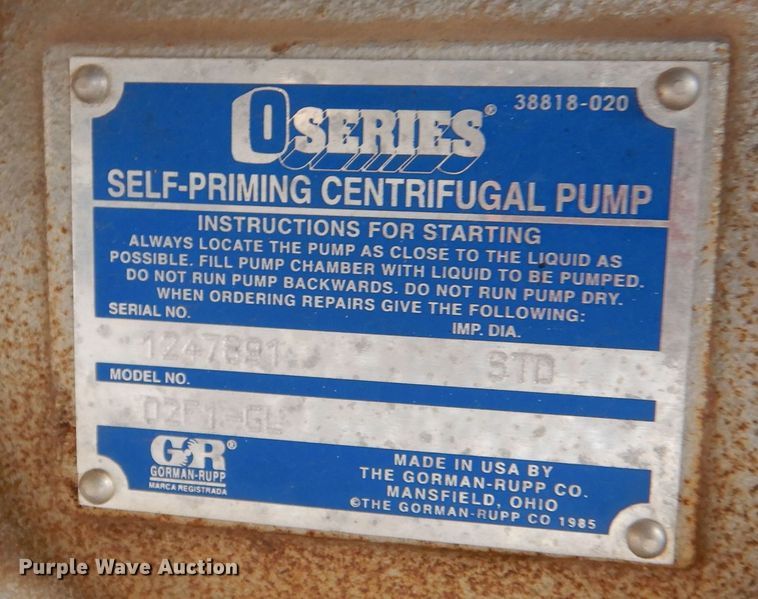 O SERIES®
38818-020
SELF-PRIMING CENTRIFUGAL PUMP
INSTRUCTIONS FOR STARTING
ALWAYS LOCATE THE PUMP AS CLOSE TO THE LIQUID AS
POSSIBLE. FILL PUMP CHAMBER WITH LIQUID TO BE PUMPED.
DO NOT RUN PUMP BACKWARDS. DO NOT RUN PUMP DRY.
WHEN ORDERING REPAIRS GIVE THE FOLLOWING:
SERIAL NO.
IMP. DIA.
1247891
STD
MODEL NO.
GR®
GORMAN-RUPP
MARCA REGISTRADA
MADE IN USA BY
THE GORMAN-RUPP CO.
MANSFIELD, OHIO
©THE GORMAN-RUPP CO 1985
Purple Wave Auction